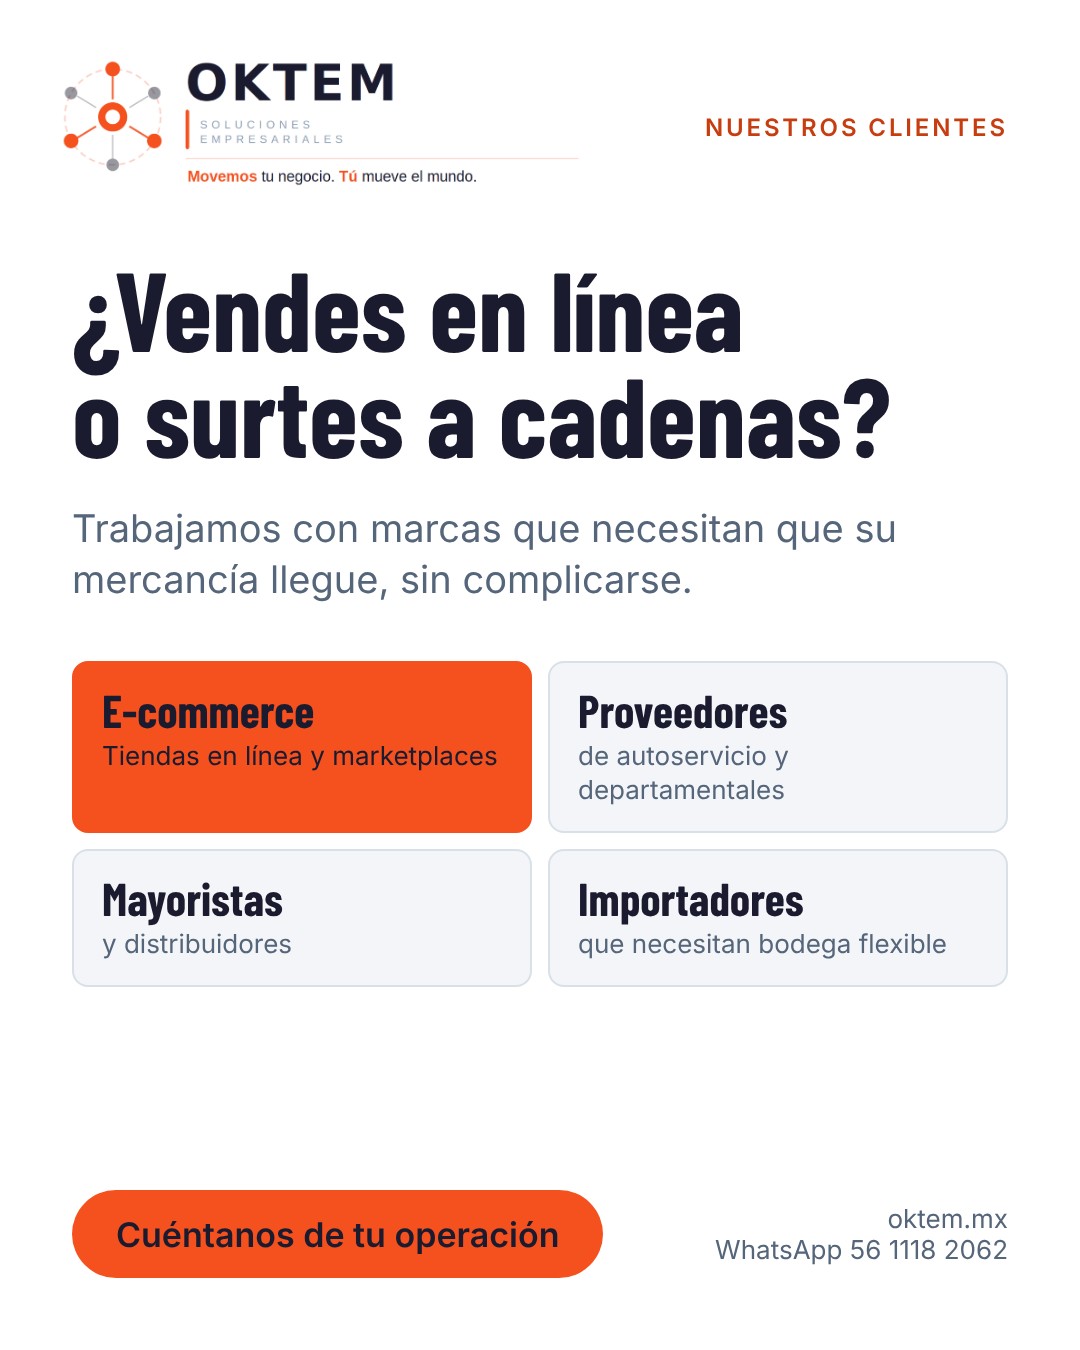 OKTEM
SOLUCIONES
EMPRESARIALES
Movemos tu negocio. Tú mueve el mundo.
NUESTROS CLIENTES
¿Vendes en línea
o surtes a cadenas?
Trabajamos con marcas que necesitan que su
mercancía llegue, sin complicarse.
E-commerce
Tiendas en línea y marketplaces
Proveedores
de autoservicio y
departamentales
Mayoristas
y distribuidores
Importadores
que necesitan bodega flexible
Cuéntanos de tu operación
oktem.mx
WhatsApp 56 1118 2062